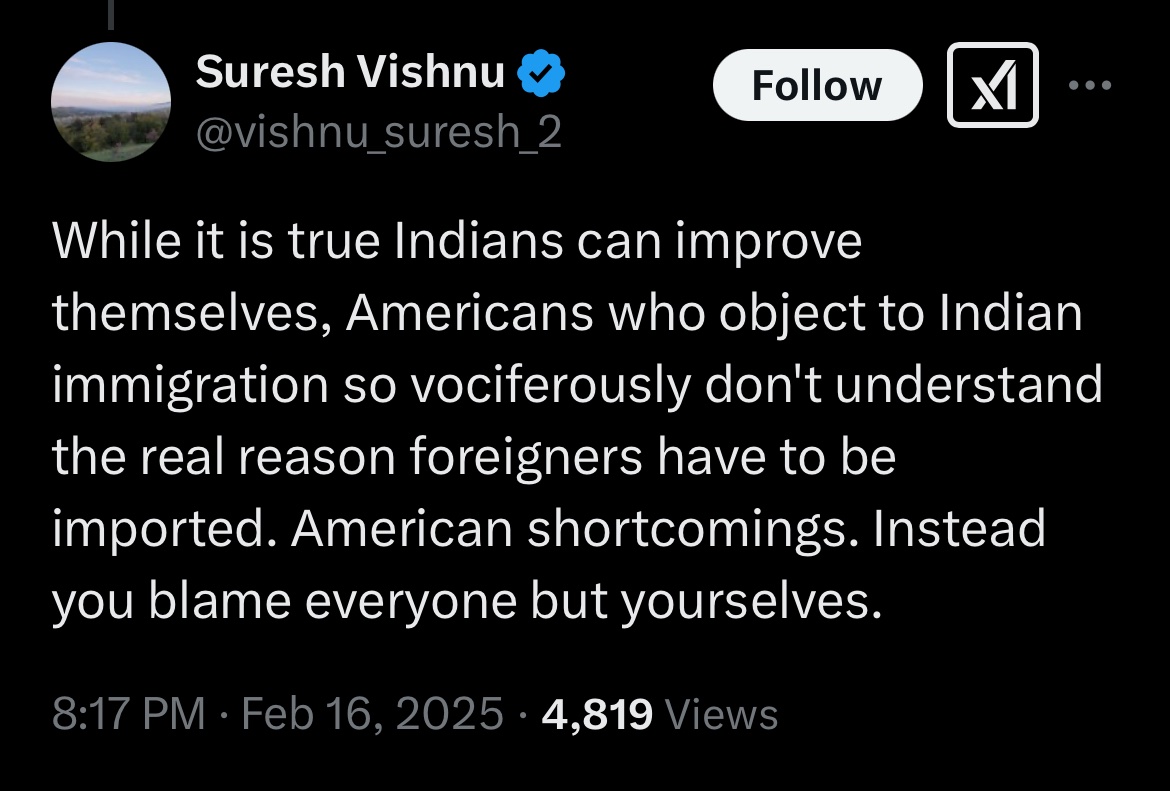 Suresh Vishnu
@vishnu_suresh_2
Follow
While it is true Indians can improve
themselves, Americans who object to Indian
immigration so vociferously don't understand
the real reason foreigners have to be
imported. American shortcomings. Instead
you blame everyone but yourselves.
8:17 PM · Feb 16, 2025 · 4,819 Views